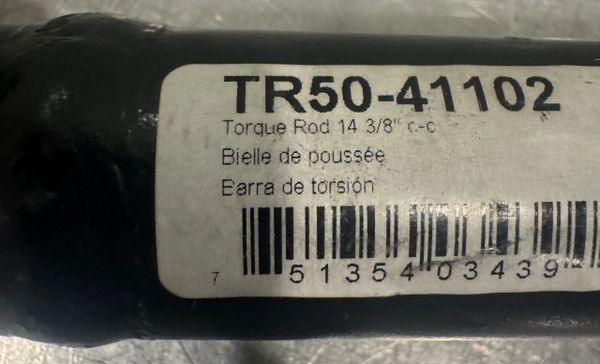 TR50-41102
Torque Rod 14 3/8" c-c
Bielle de poussée
Barra de torsión
7 51354 03439